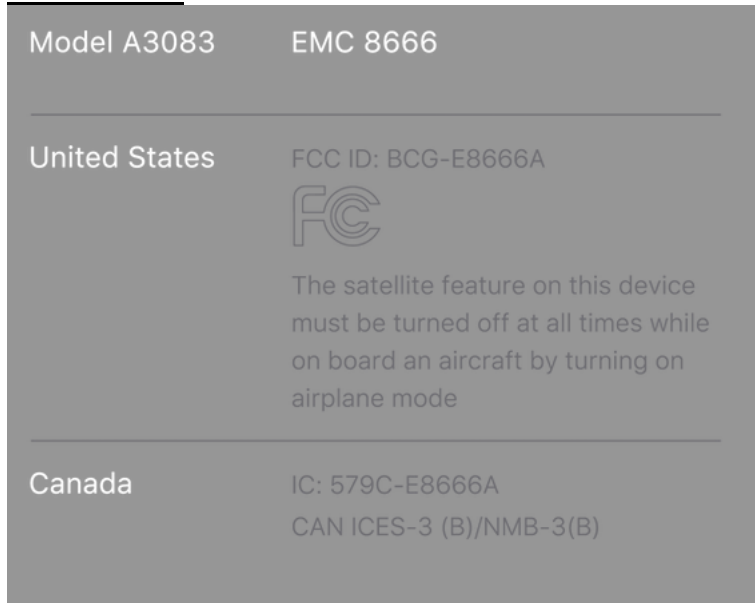 Model A3083 EMC 8666
United States FCC ID: BCG-E8666A
FC
The satellite feature on this device
must be turned off at all times while
on board an aircraft by turning on
airplane mode
Canada IC: 579C-E8666A
CAN ICES-3 (B)/NMB-3(B)